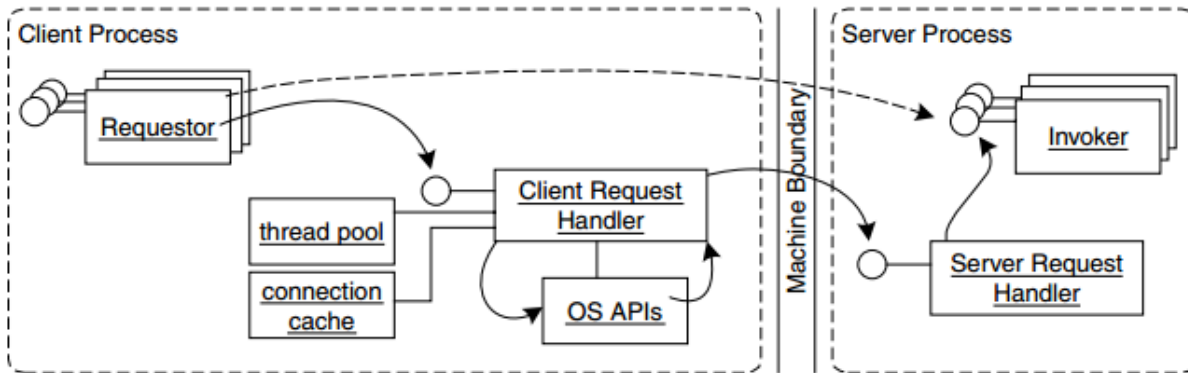 Client Process
Server Process
Requestor
Invoker
Machine Boundary
Client Request
Handler
thread pool
Server Request
Handler
connection
cache
OS APIs